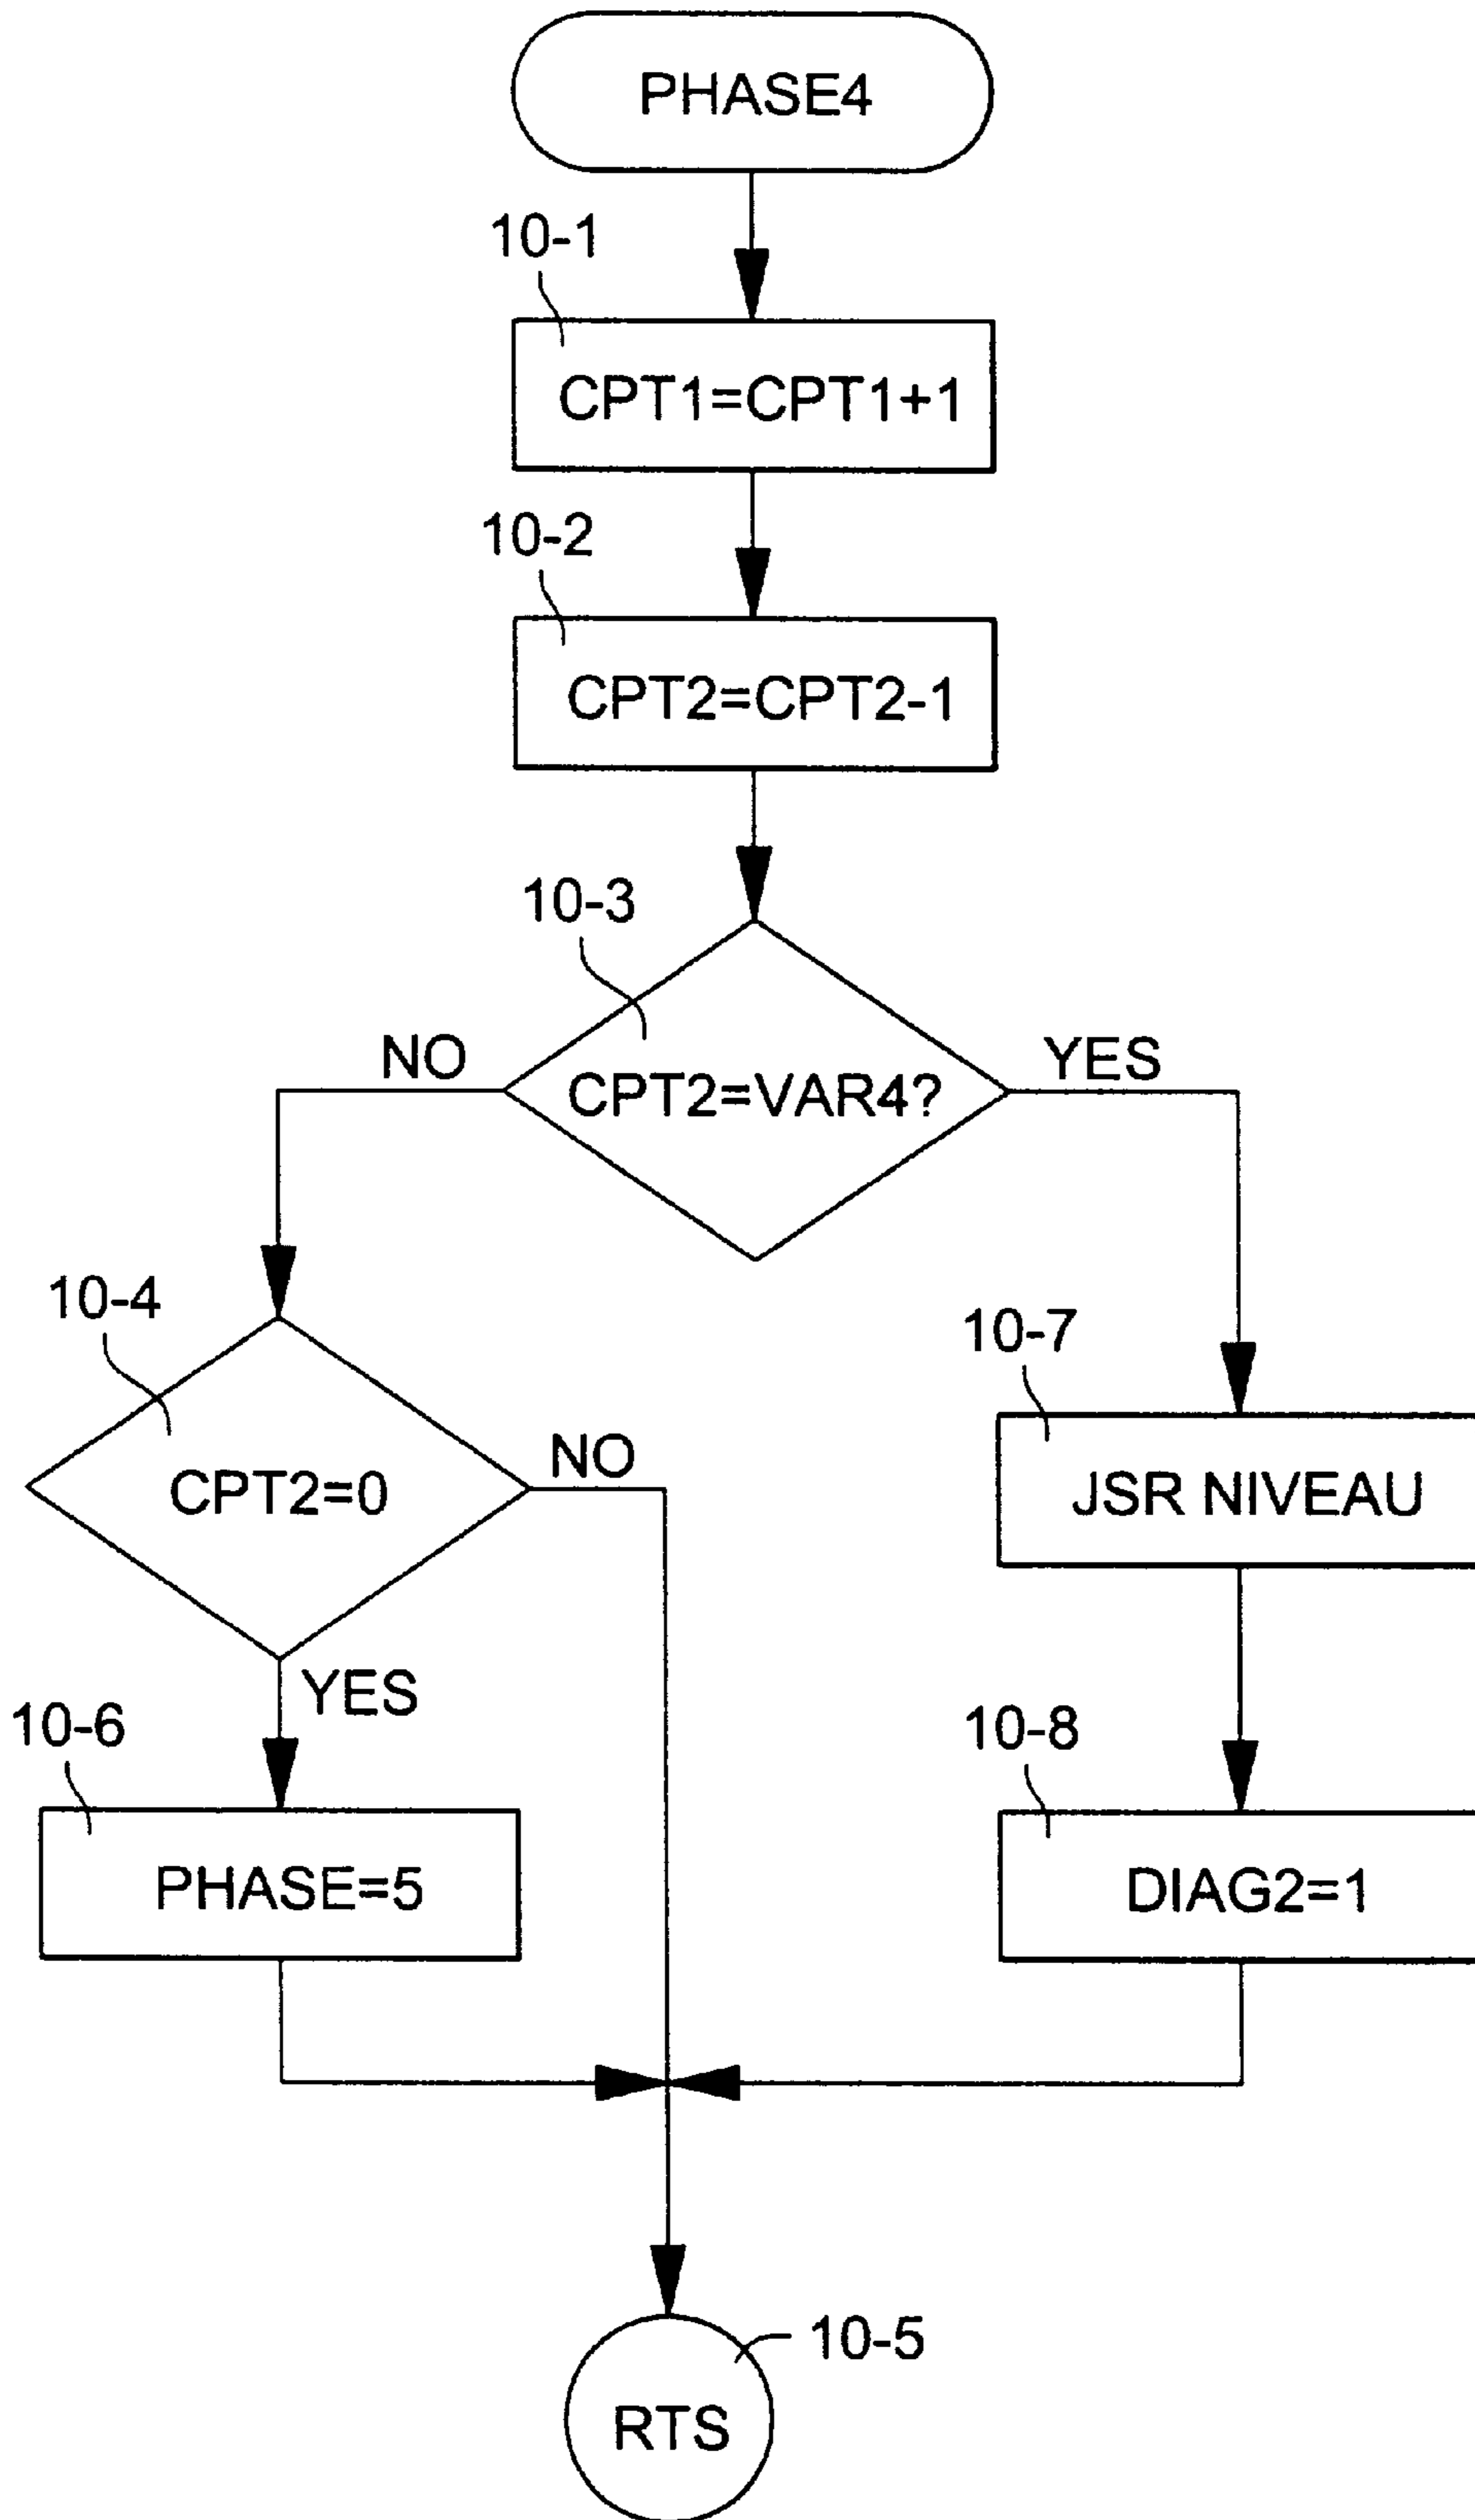 PHASE4
10-1
CPT1=CPT1+1
10-2
CPT2=CPT2-1
10-3
NO
YES
CPT2=VAR4?
10-4
10-7
NO
CPT2=0
JSR NIVEAU
YES
10-6
10-8
PHASE=5
DIAG2=1
10-5
RTS